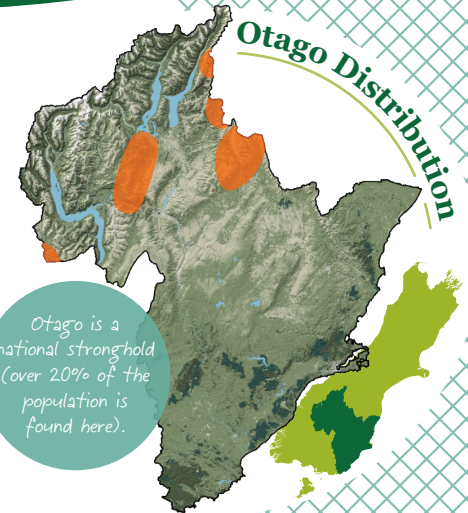 Otago Distribution
Otago is a
national stronghold
(over 20% of the
population is
found here).